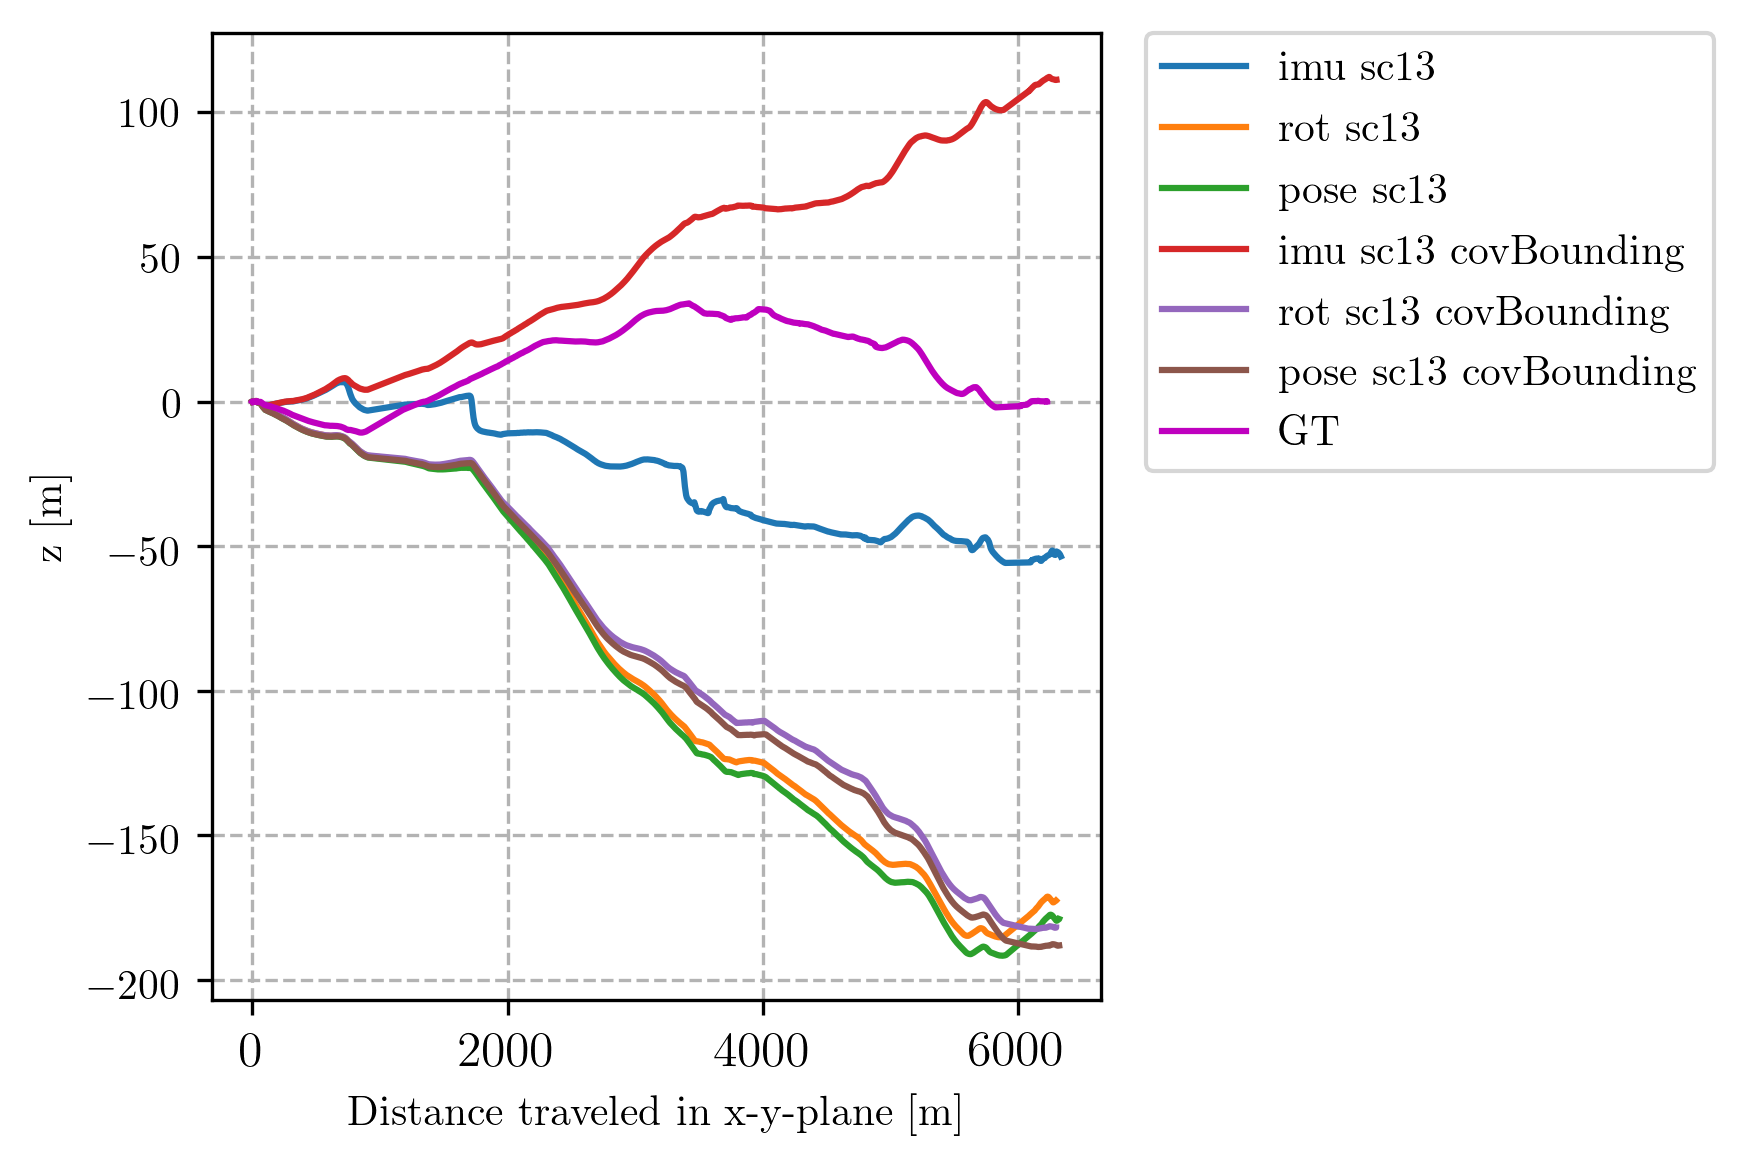 100
50
0
−50
−100
−150
−200
z [m]
0 2000 4000 6000
Distance traveled in x-y-plane [m]
imu sc13
rot sc13
pose sc13
imu sc13 covBounding
rot sc13 covBounding
pose sc13 covBounding
GT